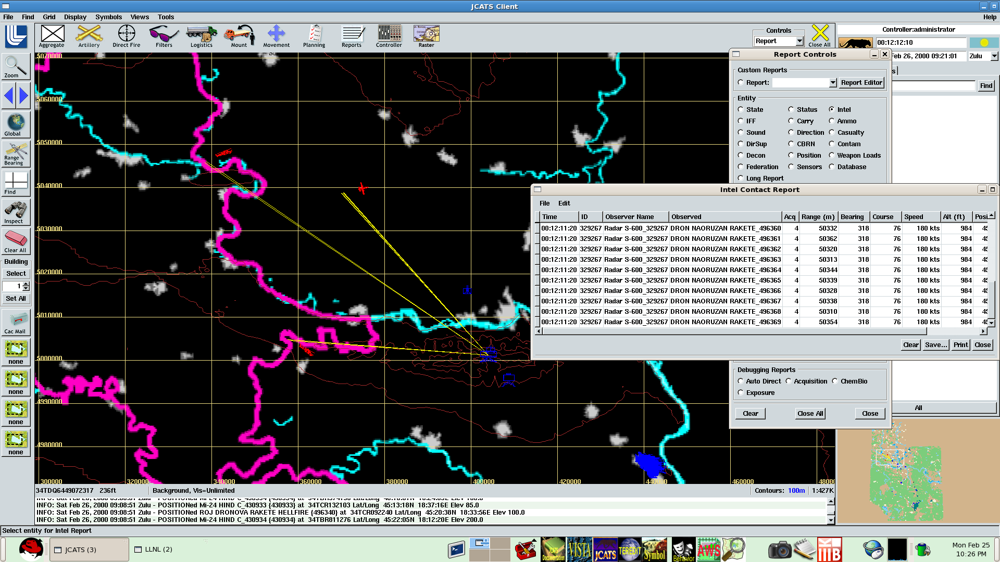 JCATS Client
File Find Grid Display Symbols Views Tools Help
Aggregate Artillery Direct Fire Filters Logistics Mount Movement Planning Reports Controller Raster
Controls
Report
Close All
Controller:administrator
00:12:12:10
Feb 26, 2000 09:21:01 Zulu
Find
All
Zoom
Global
Range
Bearing
Find
Inspect
Clear All
Building
Select
1
Set All
Cac Mail
none
none
none
none
5070000
5060000
5050000
5040000
5030000
5020000
5010000
5000000
4990000
4980000
300000 320000 340000 360000 380000 400000 420000 440000 460000 48000
Report Controls
Custom Reports
Report: Report Editor
Entity
State Status Intel
IFF Carry Ammo
Sound Direction Casualty
DirSup CBRN Contam
Decon Position Weapon Loads
Federation Sensors Database
Long Report
Intel Contact Report
File Edit
Time ID Observer Name Observed Acq Range (m) Bearing Course Speed Alt (ft) Posi
00:12:11:20 329267 Radar S-600_329267 DRON NAORUZAN RAKETE_496360 4 50332 318 76 180 kts 984 45
00:12:11:20 329267 Radar S-600_329267 DRON NAORUZAN RAKETE_496361 4 50362 318 76 180 kts 984 45
00:12:11:20 329267 Radar S-600_329267 DRON NAORUZAN RAKETE_496362 4 50320 318 76 180 kts 984 45
00:12:11:20 329267 Radar S-600_329267 DRON NAORUZAN RAKETE_496363 4 50313 318 76 180 kts 984 45
00:12:11:20 329267 Radar S-600_329267 DRON NAORUZAN RAKETE_496364 4 50344 318 76 180 kts 984 45
00:12:11:20 329267 Radar S-600_329267 DRON NAORUZAN RAKETE_496365 4 50339 318 76 180 kts 984 45
00:12:11:20 329267 Radar S-600_329267 DRON NAORUZAN RAKETE_496366 4 50328 318 76 180 kts 984 45
00:12:11:20 329267 Radar S-600_329267 DRON NAORUZAN RAKETE_496367 4 50338 318 76 180 kts 984 45
00:12:11:20 329267 Radar S-600_329267 DRON NAORUZAN RAKETE_496368 4 50310 318 76 180 kts 984 45
00:12:11:20 329267 Radar S-600_329267 DRON NAORUZAN RAKETE_496369 4 50354 318 76 180 kts 984 45
Clear Save... Print Close
Debugging Reports
Auto Direct Acquisition ChemBio
Exposure
Clear Close All Close
34TDQ6449072317 236ft Background, Vis=Unlimited Contours: 100m 1:427K
INFO: Sat Feb 26, 2000 09:08:51 Zulu - POSITIONed Mi-24 HIND C_430933 {430933} at 34TCR132103 Lat/Long 45:13:18N 18:37:16E Elev 85.0
INFO: Sat Feb 26, 2000 09:08:51 Zulu - POSITIONed ROJ DRONOVA RAKETE HELLFIRE {496340} at 34TCR092240 Lat/Long 45:20:38N 18:33:56E Elev 100.0
INFO: Sat Feb 26, 2000 09:08:51 Zulu - POSITIONed Mi-24 HIND C_430934 {430934} at 34TBR811276 Lat/Long 45:22:05N 18:12:20E Elev 200.0
Select entity for Intel Report
JCATS (3)
LLNL (2)
JCATS
Documentation
VISTA
JCATS
TEREDIT
Symbol
Behavior
AWS
Mon Feb 25
10:26 PM